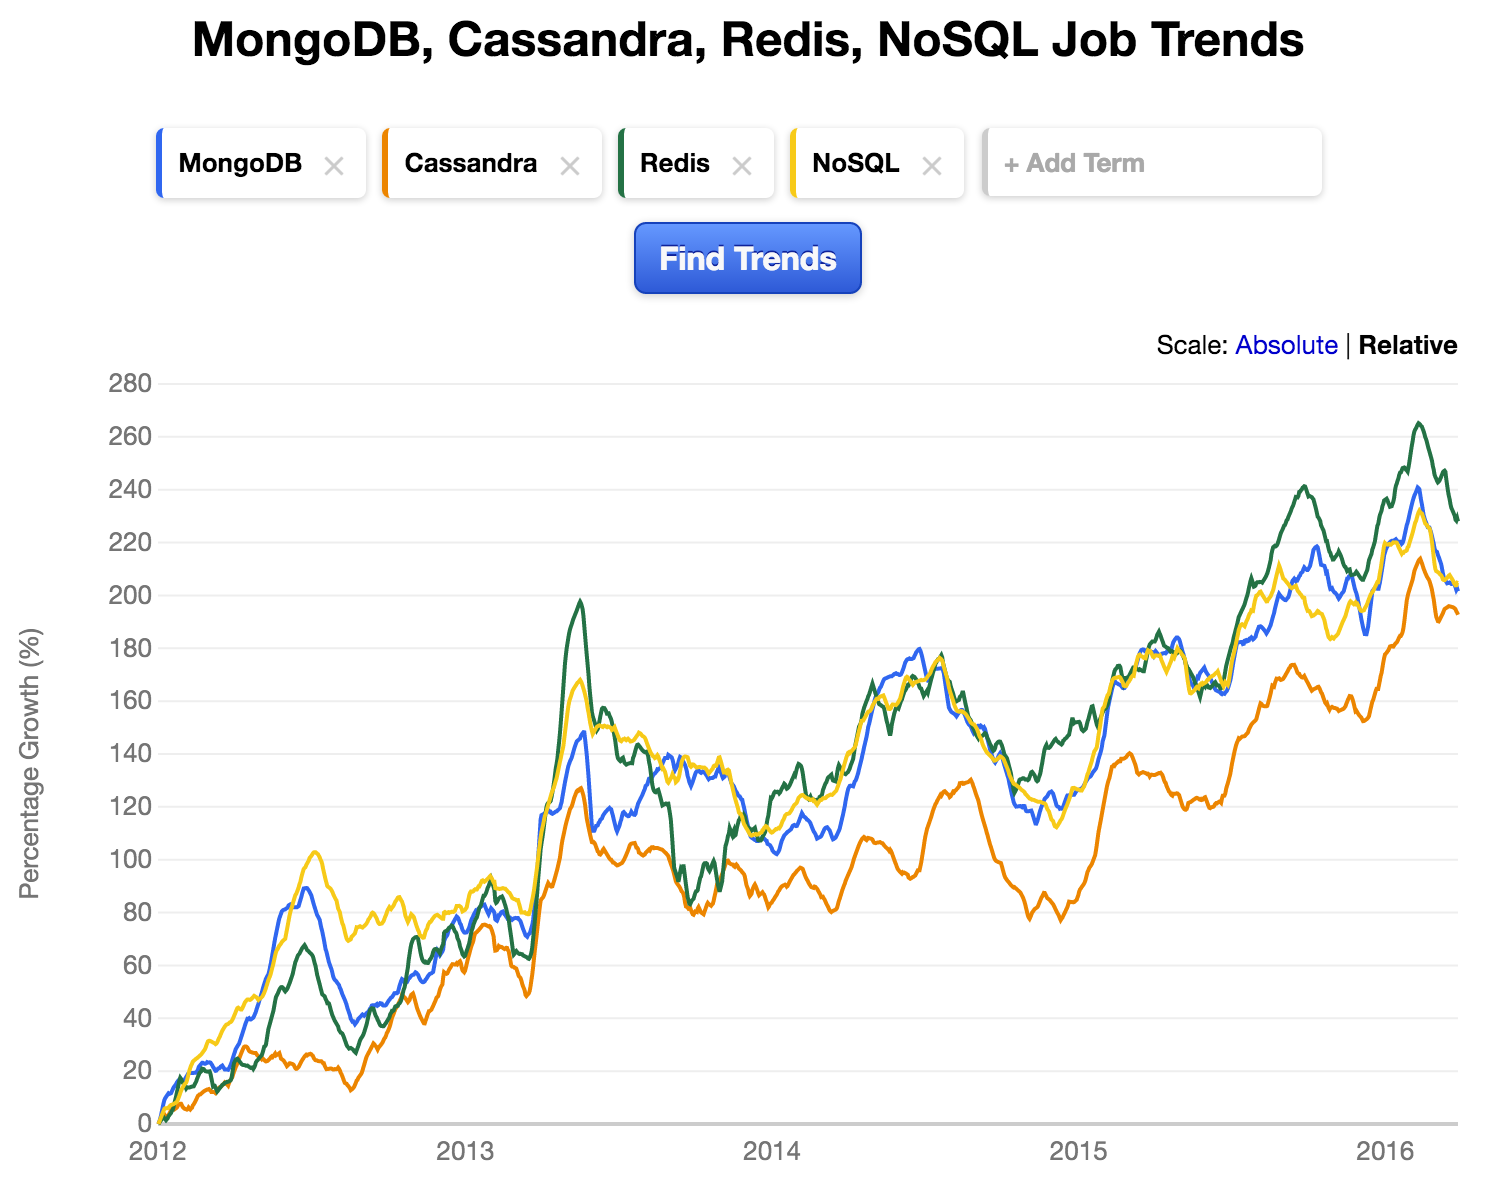 MongoDB, Cassandra, Redis, NoSQL Job Trends
MongoDB × Cassandra × Redis × NoSQL × + Add Term
Find Trends
Scale: Absolute | Relative
Percentage Growth (%)
280
260
240
220
200
180
160
140
120
100
80
60
40
20
0
2012 2013 2014 2015 2016